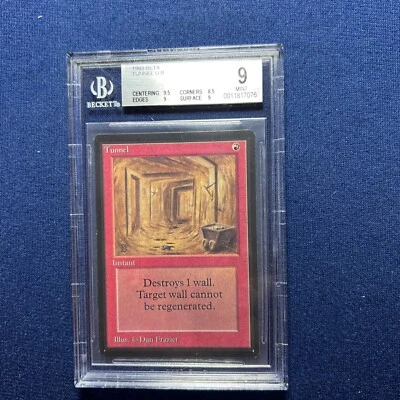 1993 BETA
TUNNEL U R
CENTERING 9.5 CORNERS 8.5
EDGES 9 SURFACE 9
9
MINT
0011817076
B
BECKETT
Tunnel
Instant
Destroys 1 wall.
Target wall cannot
be regenerated.
Illus. © Dan Frazier